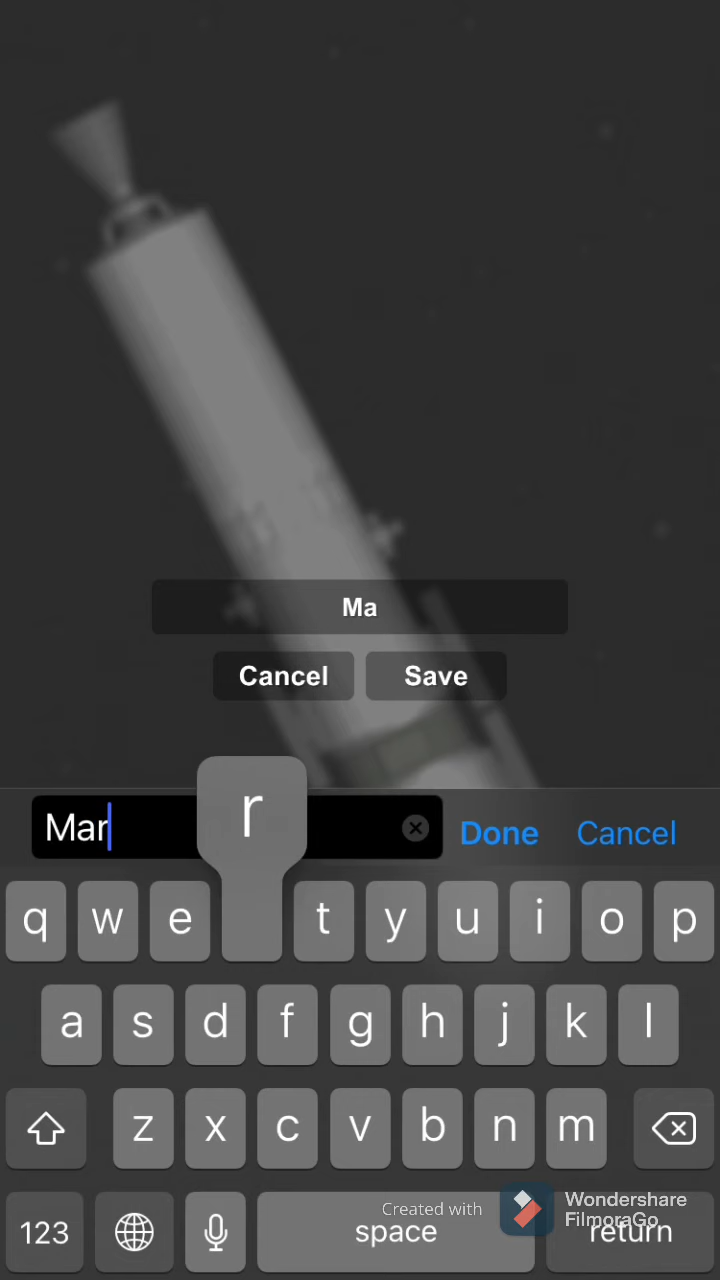 Ma
Cancel Save
Mar
r
Done Cancel
q w e t y u i o p
a s d f g h j k l
z x c v b n m
123 space return
Created with Wondershare FilmoraGo